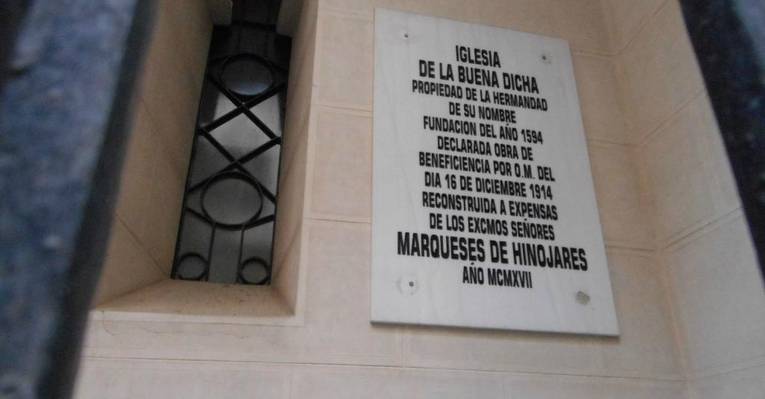 IGLESIA
DE LA BUENA DICHA
PROPIEDAD DE LA HERMANDAD
DE SU NOMBRE
FUNDACION DEL AÑO 1594
DECLARADA OBRA DE
BENEFICIENCIA POR O.M. DEL
DIA 16 DE DICIEMBRE 1914
RECONSTRUIDA A EXPENSAS
DE LOS EXCMOS SEÑORES
MARQUESES DE HINOJARES
AÑO MCMXVII